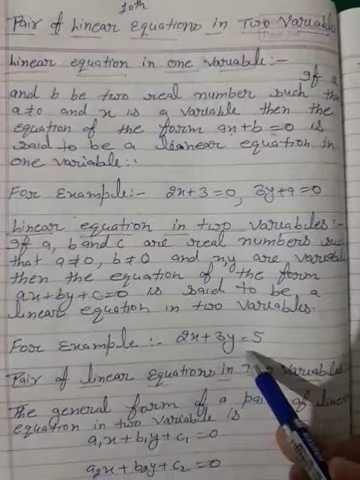 10th
Pair of Linear Equations in Two Variables
Linear equation in one variable:-
If a
and b be two real number such tha
a≠0 and x is a variable then the
equation of the form ax+b=0 is
said to be a lianear equation in
one variable:.
For Example:- 2x+3=0, 3y+9=0
Linear equation in two variables:-
If a, b and c are real numbers such
that a≠0, b≠0 and xy are variable
then the equation of the form
ax+by+c=0 is said to be a
linear equation in two variables.
For Example:- 2x+3y=5
Pair of linear Equations in two variables
The general form of a pair of linear
equation in two variable is
a₁x+b₁y+c₁=0
a₂x+b₂y+c₂=0